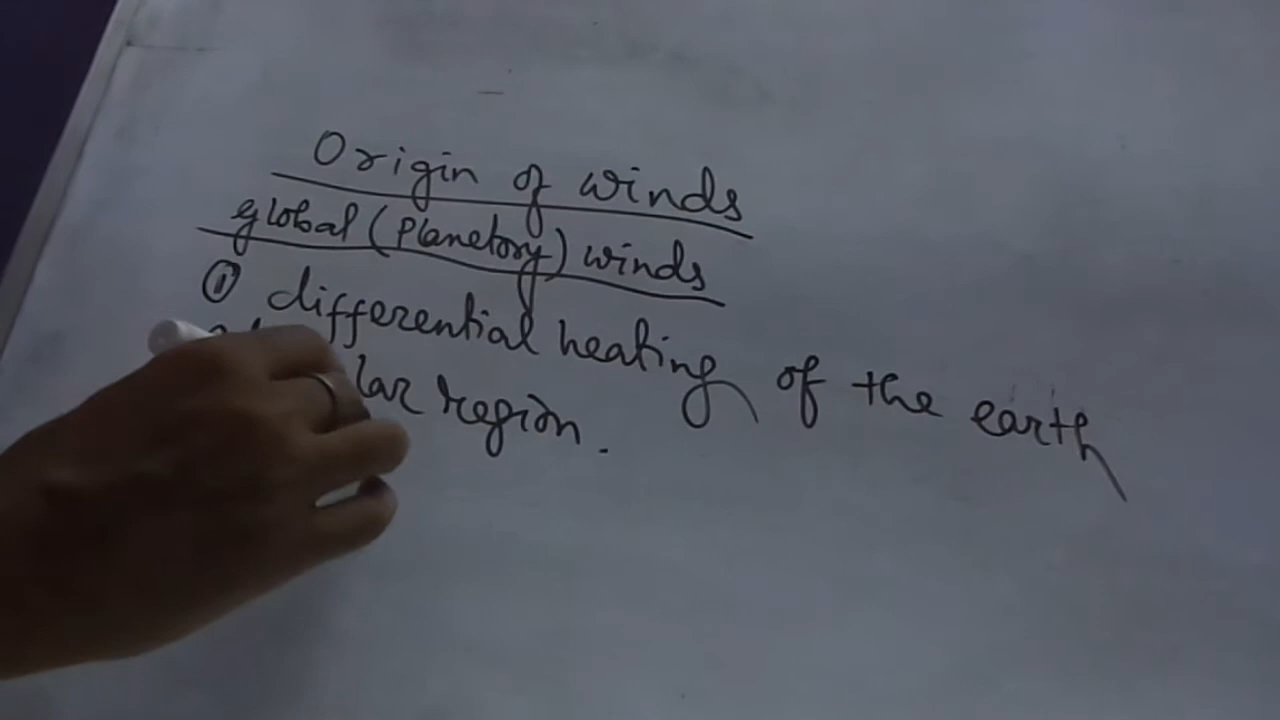 Origin of winds
global (Planetory) winds
① differential heating of the earth
region.